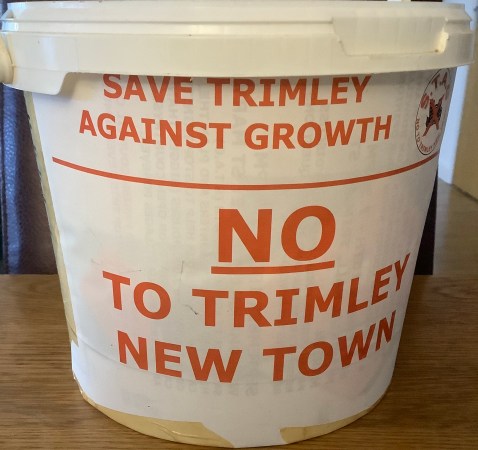 SAVE TRIMLEY
AGAINST GROWTH
NO
TO TRIMLEY
NEW TOWN